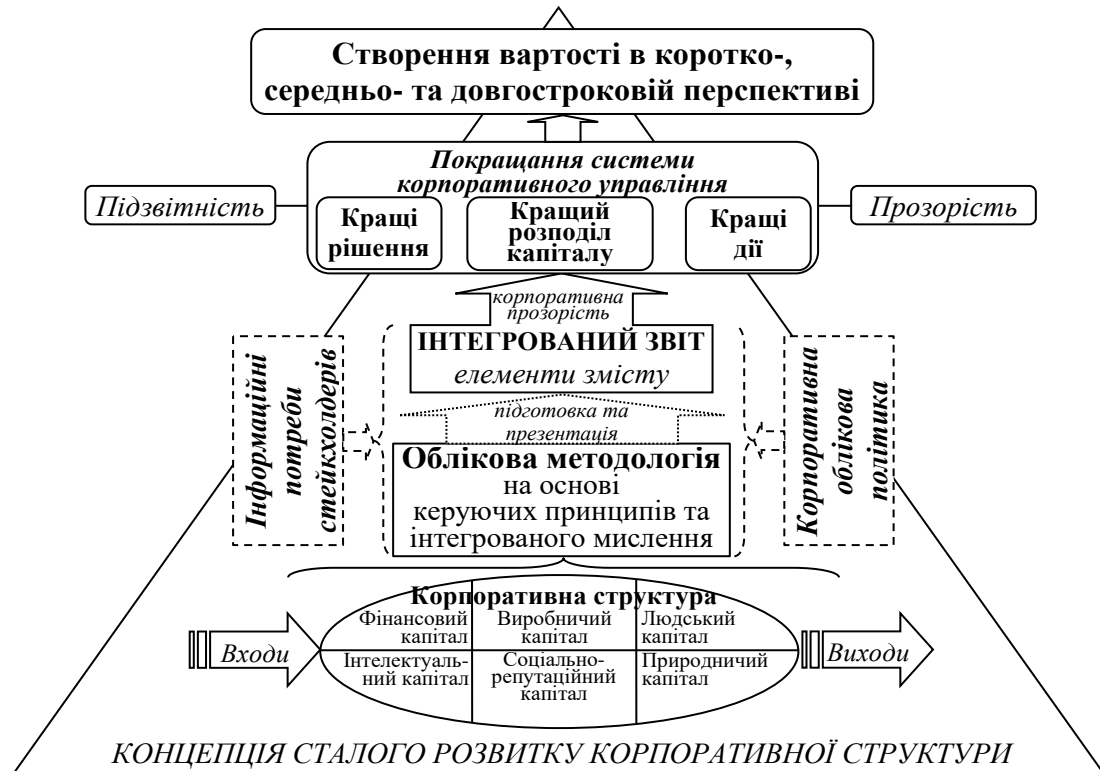 Створення вартості в коротко-,
середньо- та довгостроковій перспективі
Покращання системи
корпоративного управління
Підзвітність
Кращі
рішення
Кращий
розподіл
капіталу
Кращі
дії
Прозорість
корпоративна
прозорість
ІНТЕГРОВАНИЙ ЗВІТ
елементи змісту
Інформаційні
потреби
стейкхолдерів
підготовка та
презентація
Корпоративна
облікова
політика
Облікова методологія
на основі
керуючих принципів та
інтегрованого мислення
Корпоративна структура
Входи
Фінансовий
капітал
Виробничий
капітал
Людський
капітал
Інтелектуаль-
ний капітал
Соціально-
репутаційний
капітал
Природничий
капітал
Виходи
КОНЦЕПЦІЯ СТАЛОГО РОЗВИТКУ КОРПОРАТИВНОЇ СТРУКТУРИ